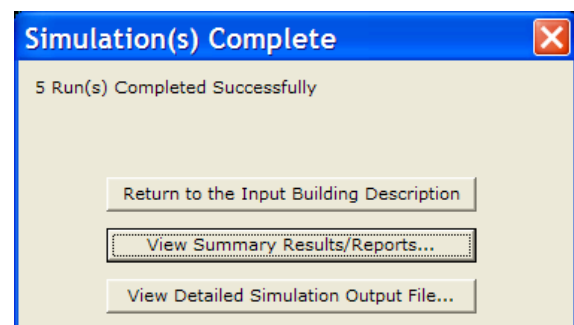 Simulation(s) Complete
5 Run(s) Completed Successfully
Return to the Input Building Description
View Summary Results/Reports...
View Detailed Simulation Output File...